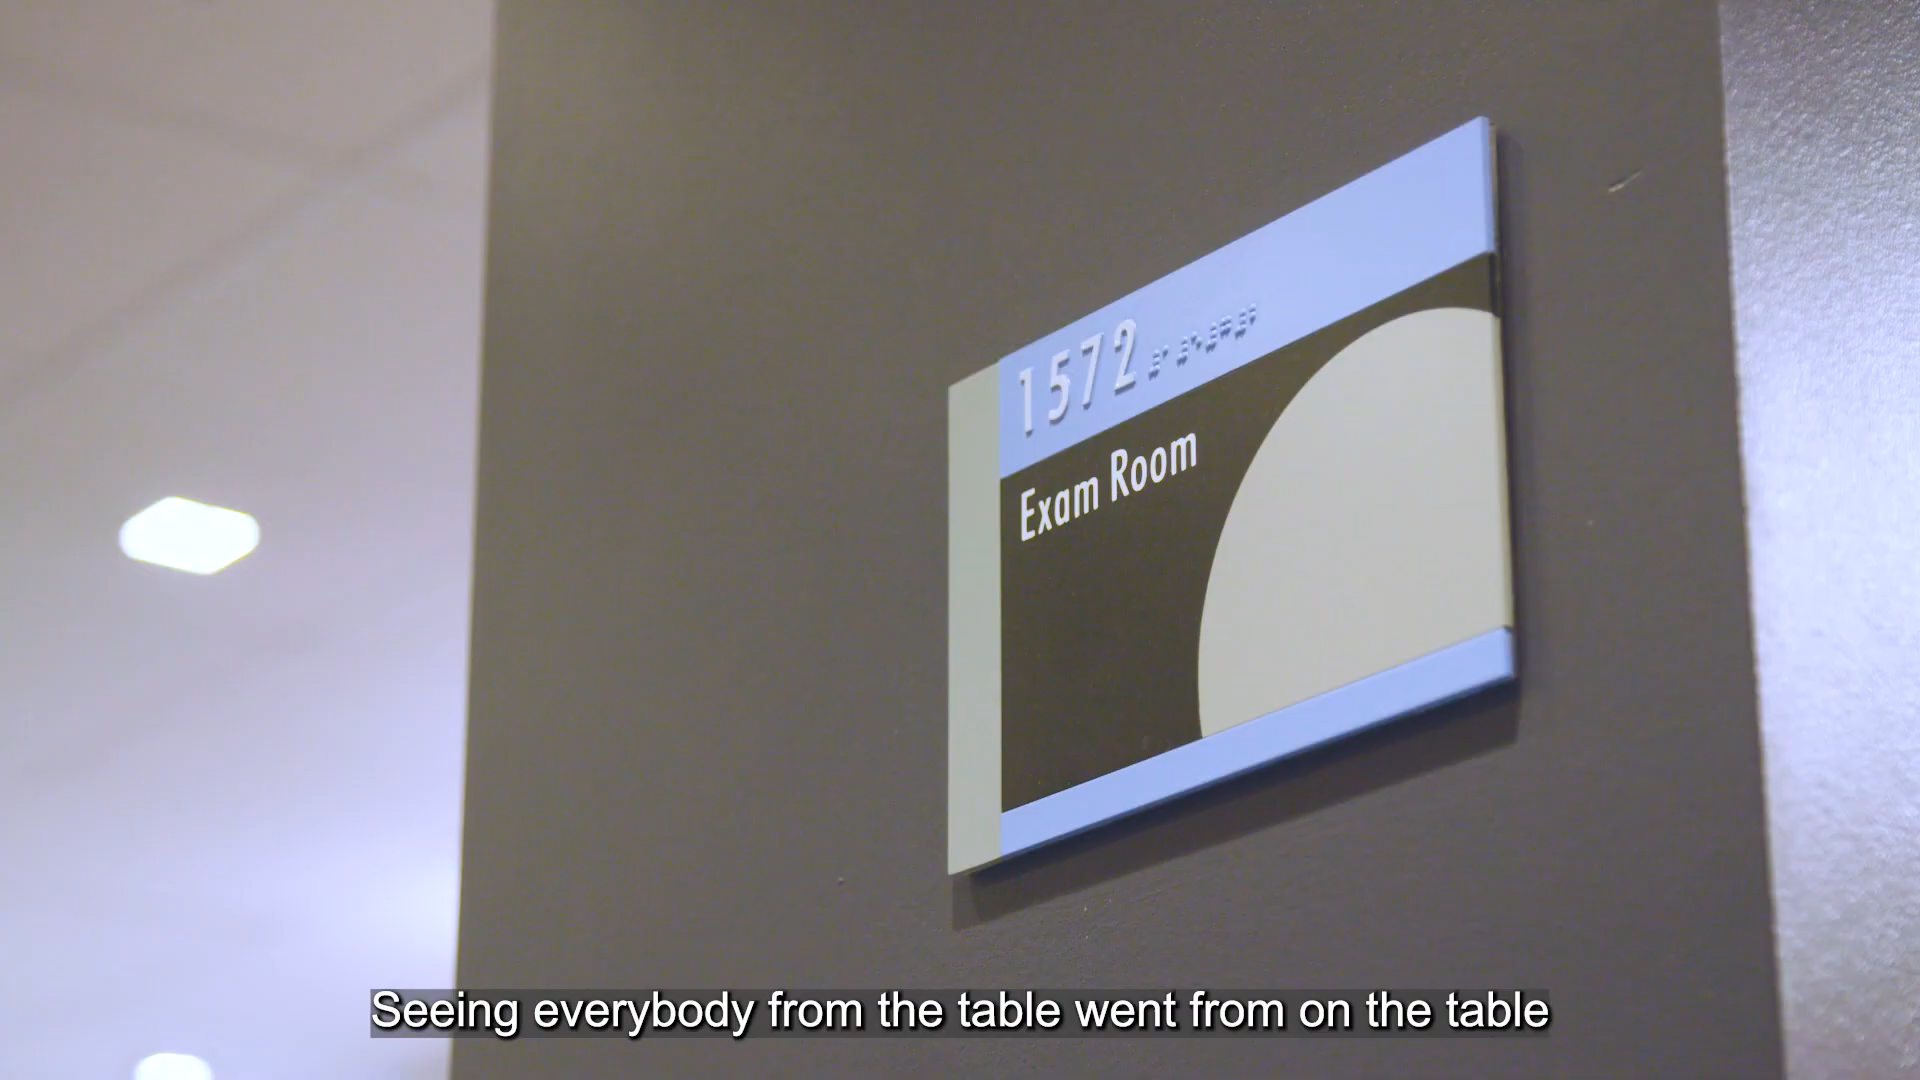 1572
Exam Room
Seeing everybody from the table went from on the table